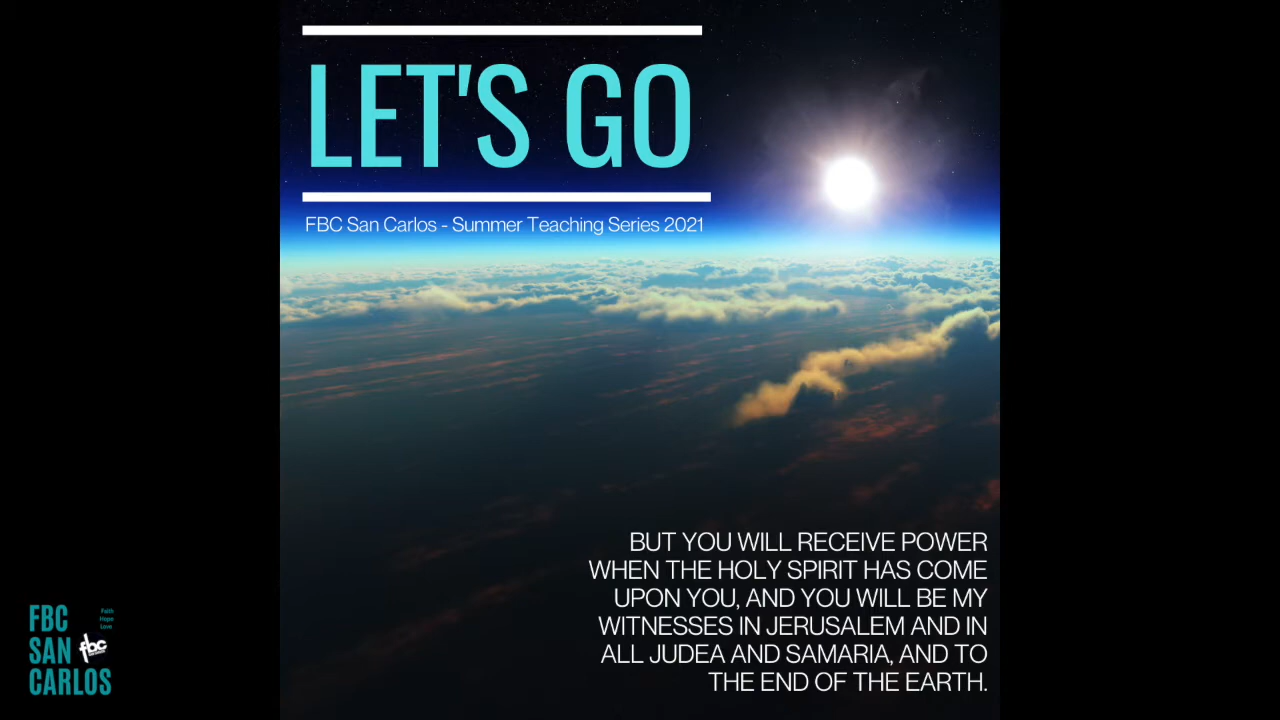 LET'S GO
FBC San Carlos - Summer Teaching Series 2021
BUT YOU WILL RECEIVE POWER
WHEN THE HOLY SPIRIT HAS COME
UPON YOU, AND YOU WILL BE MY
WITNESSES IN JERUSALEM AND IN
ALL JUDEA AND SAMARIA, AND TO
THE END OF THE EARTH.
FBC
SAN
CARLOS
Faith
Hope
Love
fbc